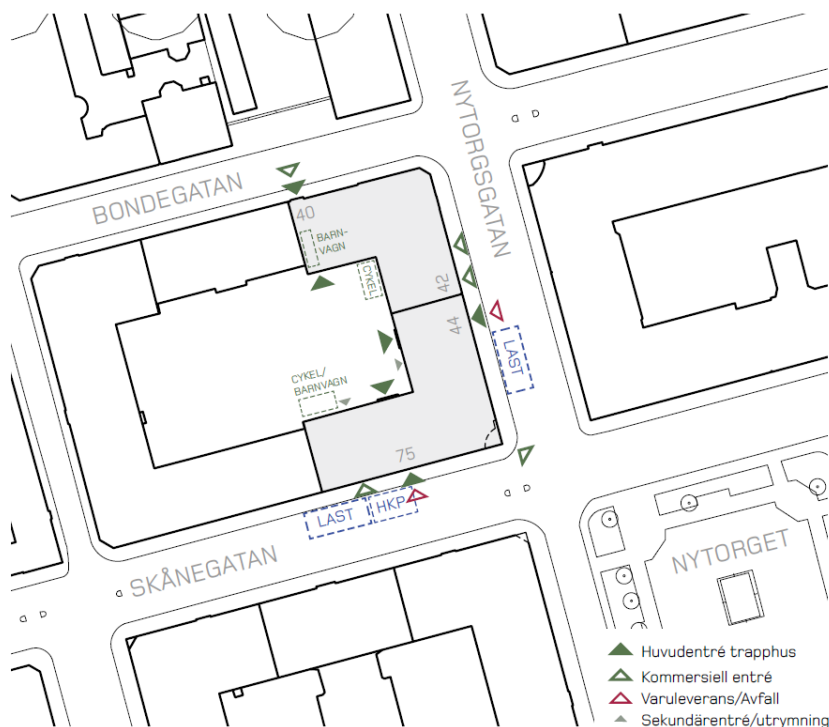 NYTORGSGATAN
BONDEGATAN
40
BARN-
VAGN
CYKEL
42
44
LAST
CYKEL/
BARNVAGN
75
LAST
HKP
SKÅNEGATAN
NYTORGET
Huvudentré trapphus
Kommersiell entré
Varuleverans/Avfall
Sekundärentré/utrymning